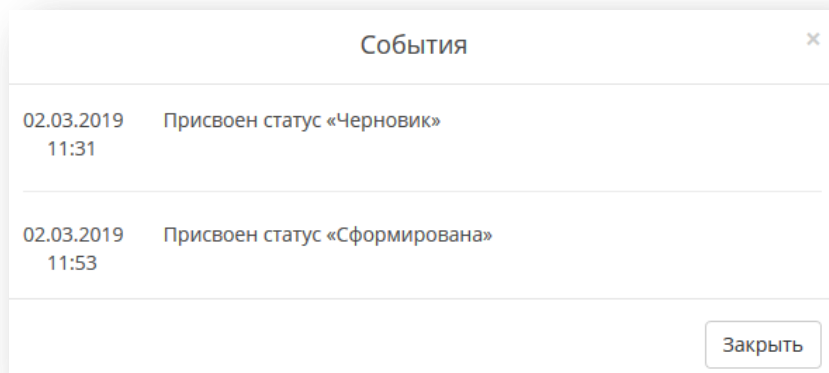 События ×
02.03.2019 Присвоен статус «Черновик»
11:31
02.03.2019 Присвоен статус «Сформирована»
11:53
Закрыть